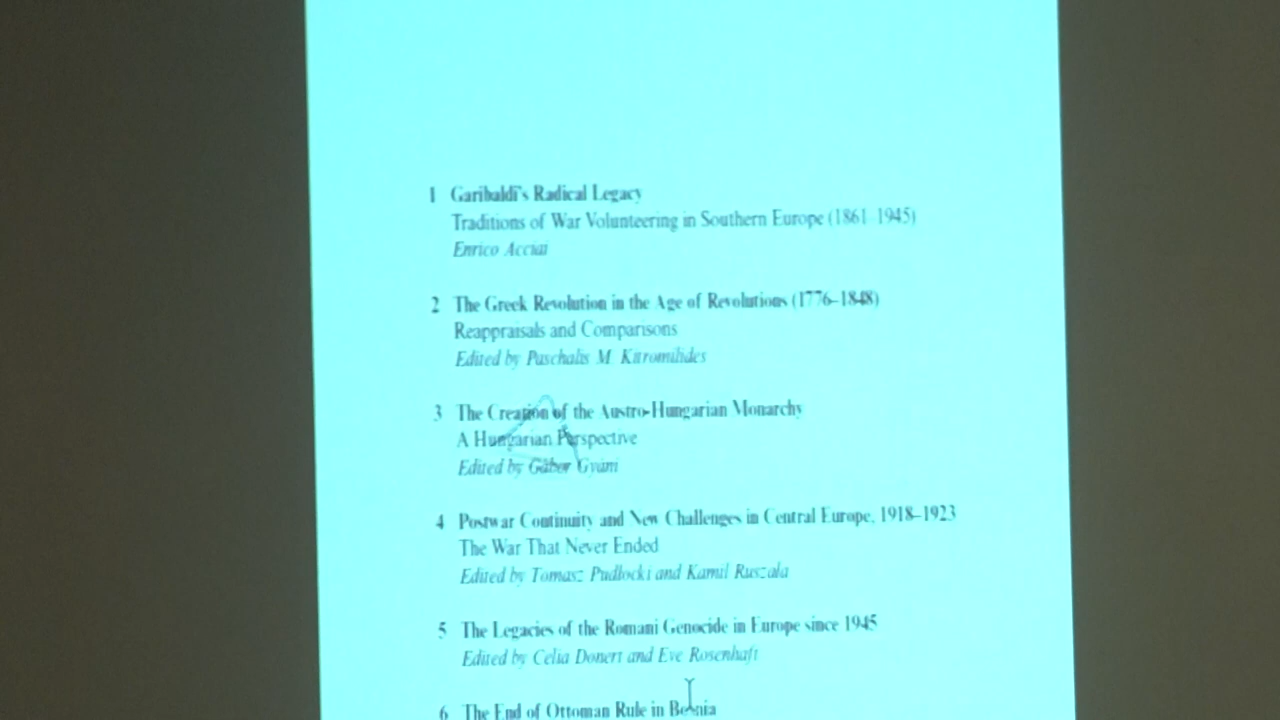 1 Garibaldi's Radical Legacy
Traditions of War Volunteering in Southern Europe (1861–1945)
Enrico Acciai
2 The Greek Revolution in the Age of Revolutions (1776–1848)
Reappraisals and Comparisons
Edited by Paschalis M. Kitromilides
3 The Creation of the Austro-Hungarian Monarchy
A Hungarian Perspective
Edited by Gábor Gyáni
4 Postwar Continuity and New Challenges in Central Europe, 1918–1923
The War That Never Ended
Edited by Tomasz Pudłocki and Kamil Ruszała
5 The Legacies of the Romani Genocide in Europe since 1945
Edited by Celia Donert and Eve Rosenhaft
6 The End of Ottoman Rule in Bosnia